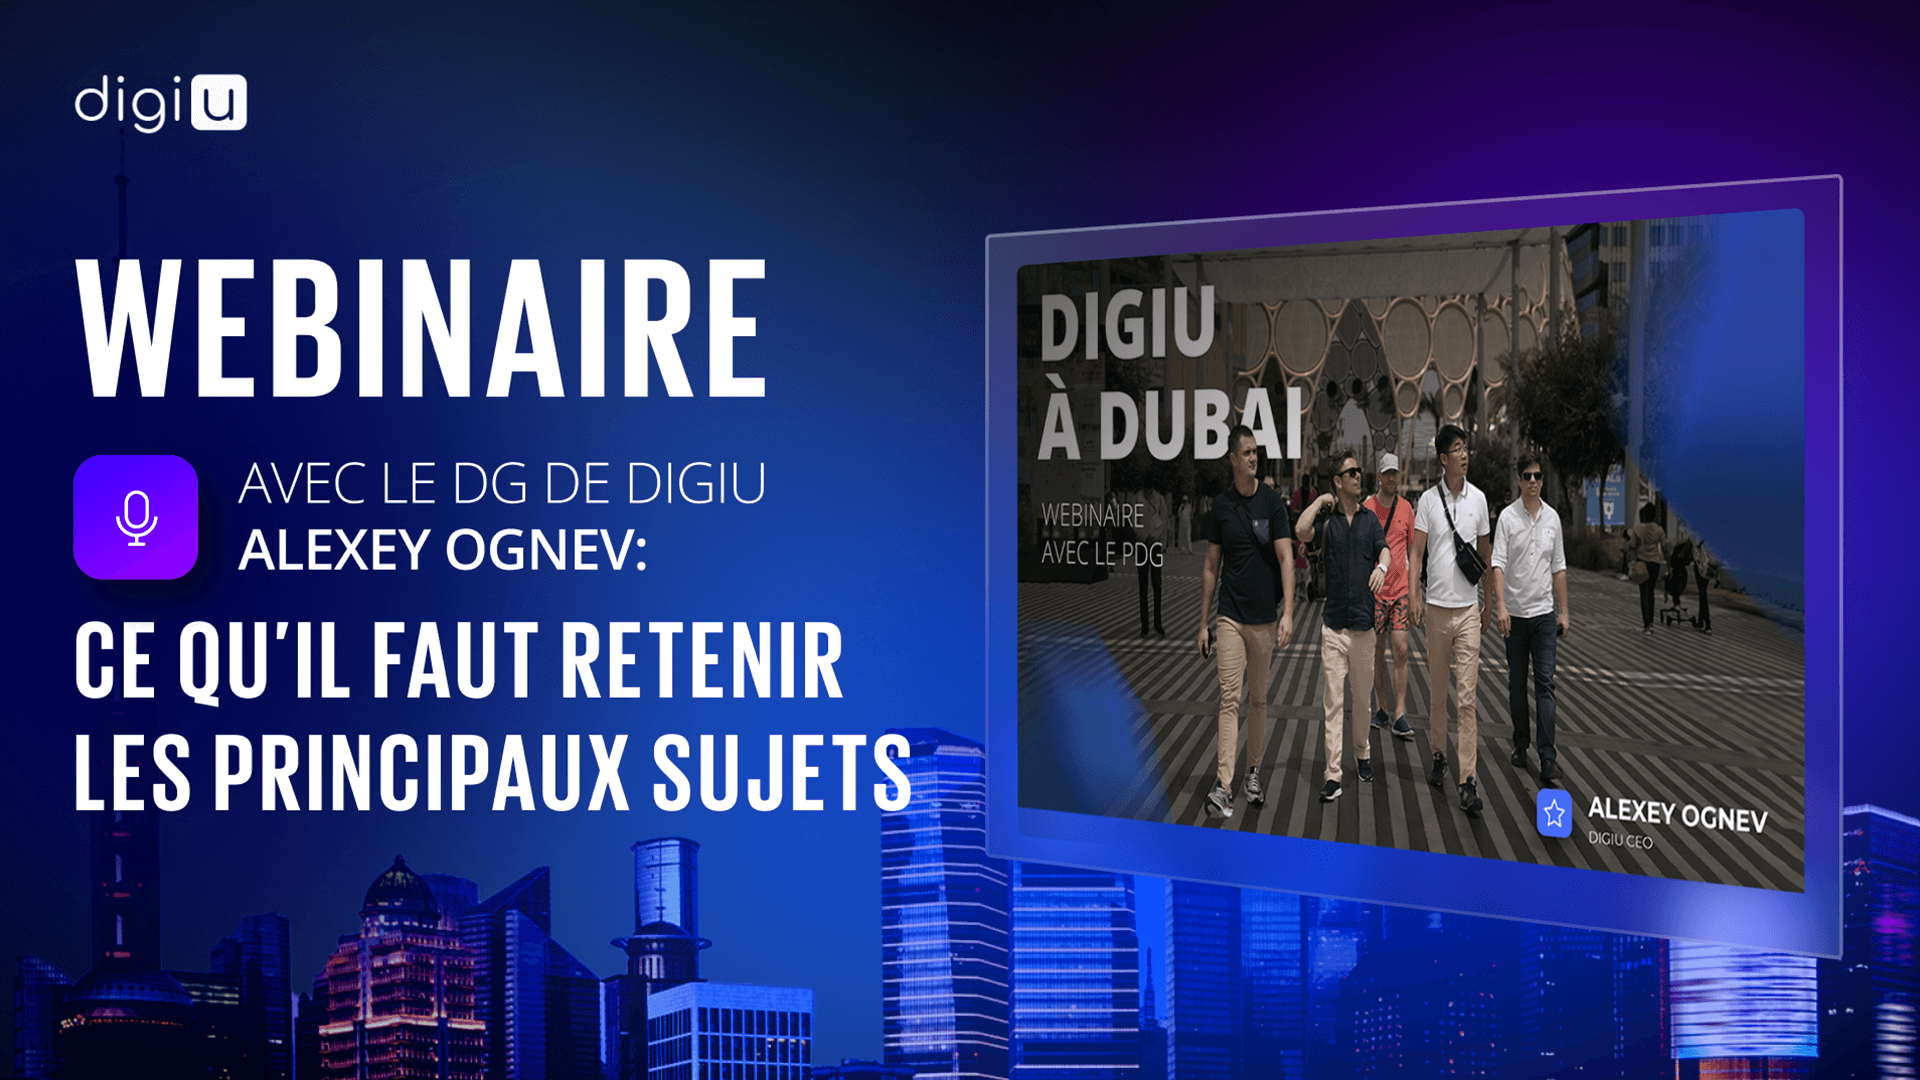 digiU
WEBINAIRE
AVEC LE DG DE DIGIU
ALEXEY OGNEV:
CE QU'IL FAUT RETENIR
LES PRINCIPAUX SUJETS
DIGIU
À DUBAI
WEBINAIRE
AVEC LE PDG
ALEXEY OGNEV
DIGIU CEO